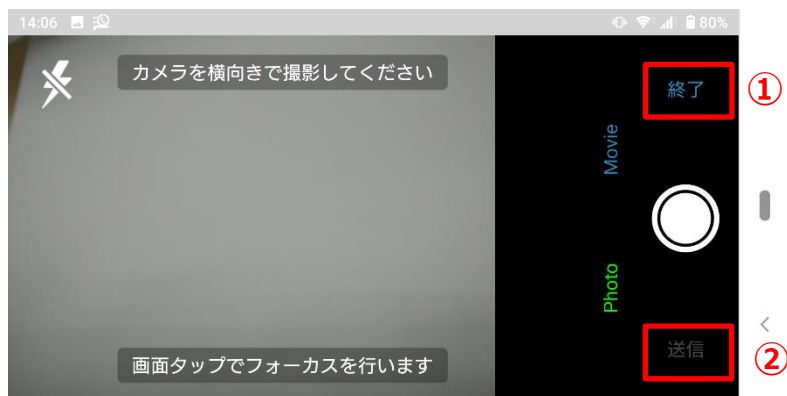 14:06
80%
カメラを横向きで撮影してください
終了
①
Movie
Photo
画面タップでフォーカスを行います
送信
②